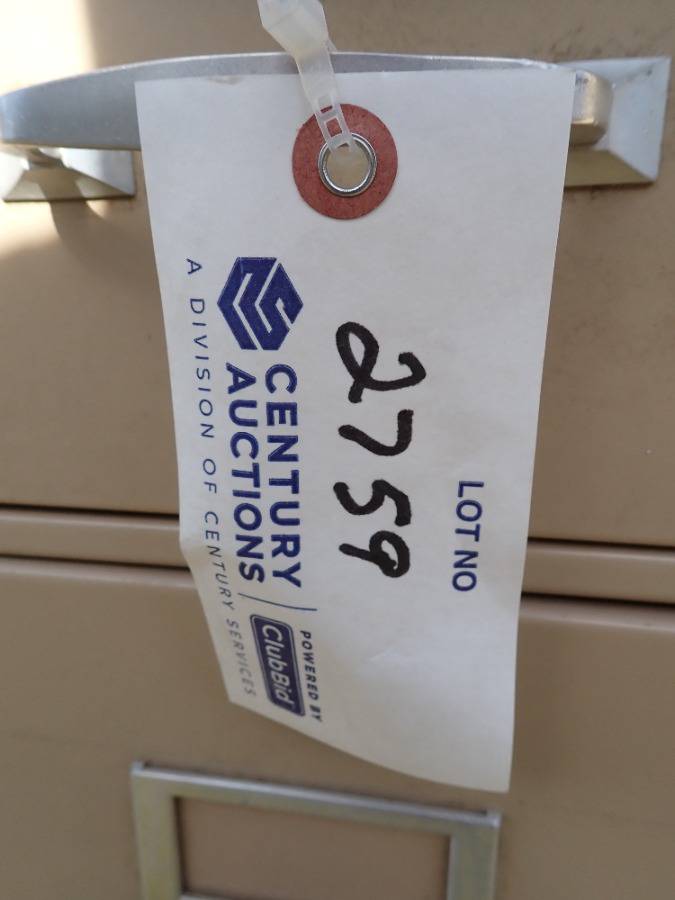 LOT NO
2759
CENTURY
AUCTIONS
POWERED BY
ClubBid
A DIVISION OF CENTURY SERVICES